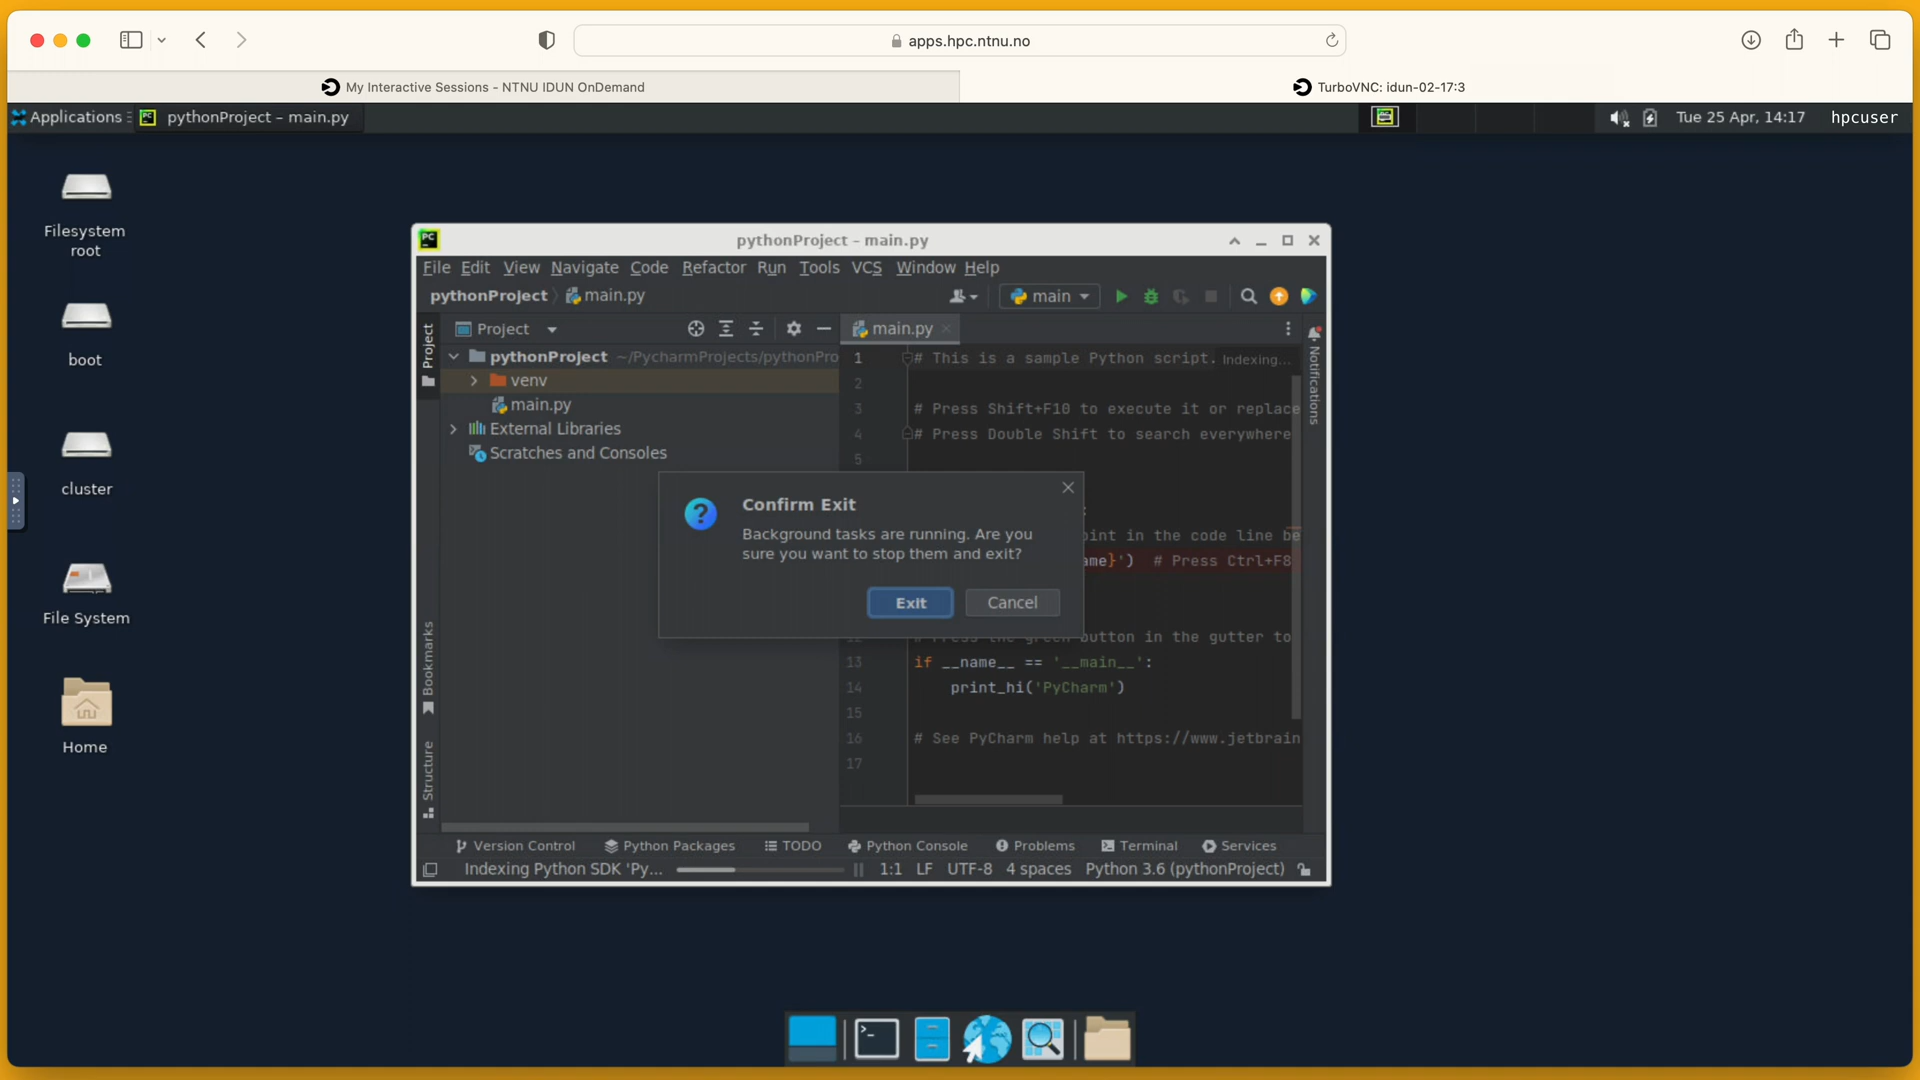 apps.hpc.ntnu.no
My Interactive Sessions - NTNU IDUN OnDemand
TurboVNC: idun-02-17:3
Applications
PC
pythonProject – main.py
Tue 25 Apr, 14:17
hpcuser
Filesystem
root
boot
cluster
File System
Home
PC
pythonProject – main.py
File Edit View Navigate Code Refactor Run Tools VCS Window Help
pythonProject
main.py
main
Project
Project
main.py
pythonProject ~/PycharmProjects/pythonPro
venv
main.py
External Libraries
Scratches and Consoles
Bookmarks
Structure
Notifications
1 # This is a sample Python script. Indexing...
2
3 # Press Shift+F10 to execute it or replace
4 # Press Double Shift to search everywhere
5
:
point in the code line be
ame}') # Press Ctrl+F8
12 # Press the green button in the gutter to
13 if __name__ == '__main__':
14 print_hi('PyCharm')
15
16 # See PyCharm help at https://www.jetbrain
17
Confirm Exit
Background tasks are running. Are you
sure you want to stop them and exit?
Exit
Cancel
Version Control
Python Packages
TODO
Python Console
Problems
Terminal
Services
Indexing Python SDK 'Py...
1:1 LF UTF-8 4 spaces Python 3.6 (pythonProject)